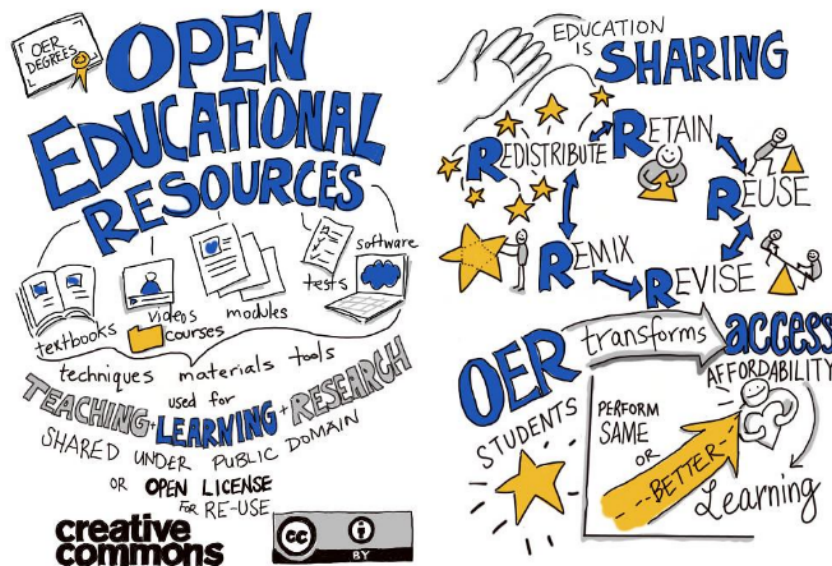 OER
DEGREES
OPEN
EDUCATIONAL
RESOURCES
textbooks
videos
courses
modules
tests
software
techniques materials tools
used for
TEACHING + LEARNING + RESEARCH
SHARED UNDER PUBLIC DOMAIN
OR OPEN LICENSE
FOR RE-USE
creative
commons
cc
BY
EDUCATION
IS
SHARING
REDISTRIBUTE
RETAIN
REUSE
REVISE
REMIX
OER
transforms
access
AFFORDABILITY
STUDENTS
PERFORM
SAME
OR
BETTER
Learning